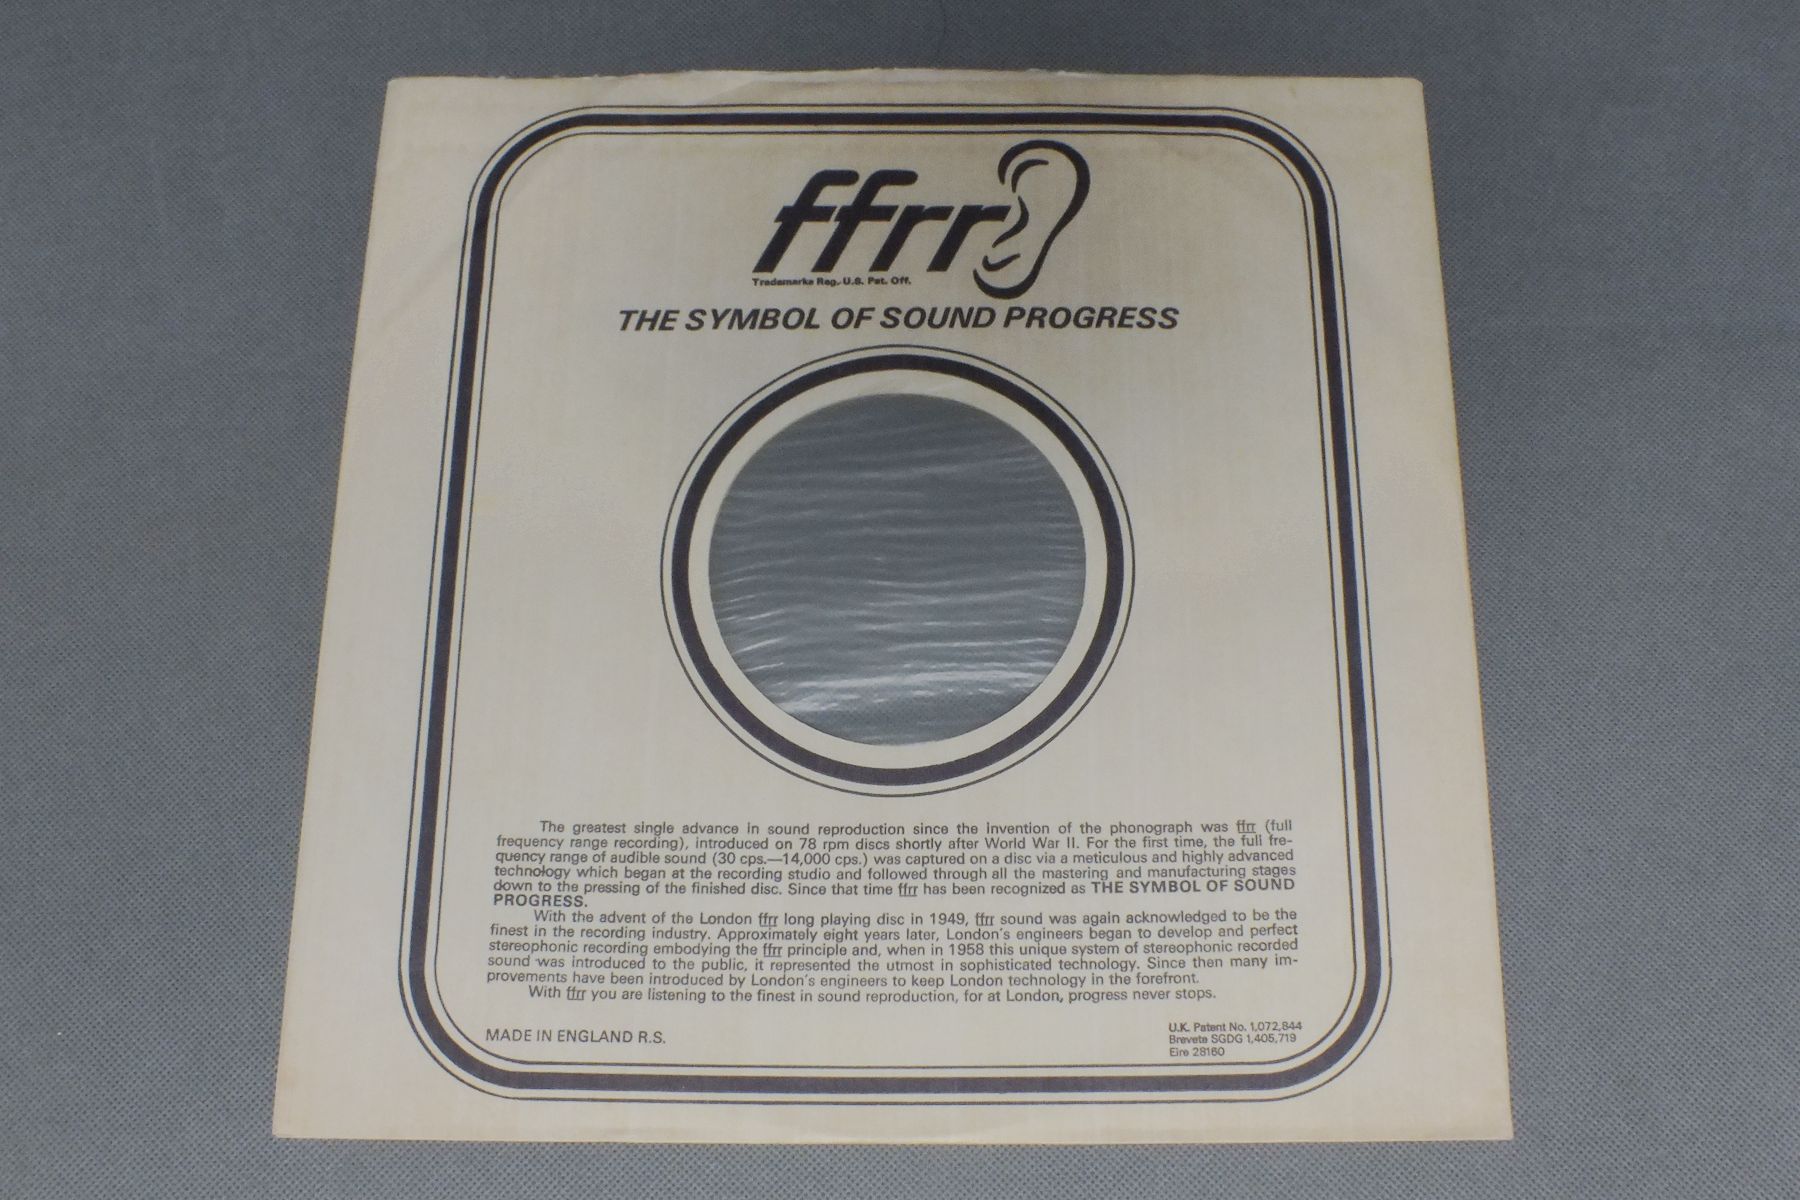 ffrr
Trademarks Reg. U.S. Pat. Off.
THE SYMBOL OF SOUND PROGRESS
The greatest single advance in sound reproduction since the invention of the phonograph was ffrr (full
frequency range recording), introduced on 78 rpm discs shortly after World War II. For the first time, the full fre-
quency range of audible sound (30 cps.—14,000 cps.) was captured on a disc via a meticulous and highly advanced
technology which began at the recording studio and followed through all the mastering and manufacturing stages
down to the pressing of the finished disc. Since that time ffrr has been recognized as THE SYMBOL OF SOUND
PROGRESS.
With the advent of the London ffrr long playing disc in 1949, ffrr sound was again acknowledged to be the
finest in the recording industry. Approximately eight years later, London's engineers began to develop and perfect
stereophonic recording embodying the ffrr principle and, when in 1958 this unique system of stereophonic recorded
sound was introduced to the public, it represented the utmost in sophisticated technology. Since then many im-
provements have been introduced by London's engineers to keep London technology in the forefront.
With ffrr you are listening to the finest in sound reproduction, for at London, progress never stops.
MADE IN ENGLAND R.S.
U.K. Patent No. 1,072,844
Brevete SGDG 1,405,719
Eire 28160